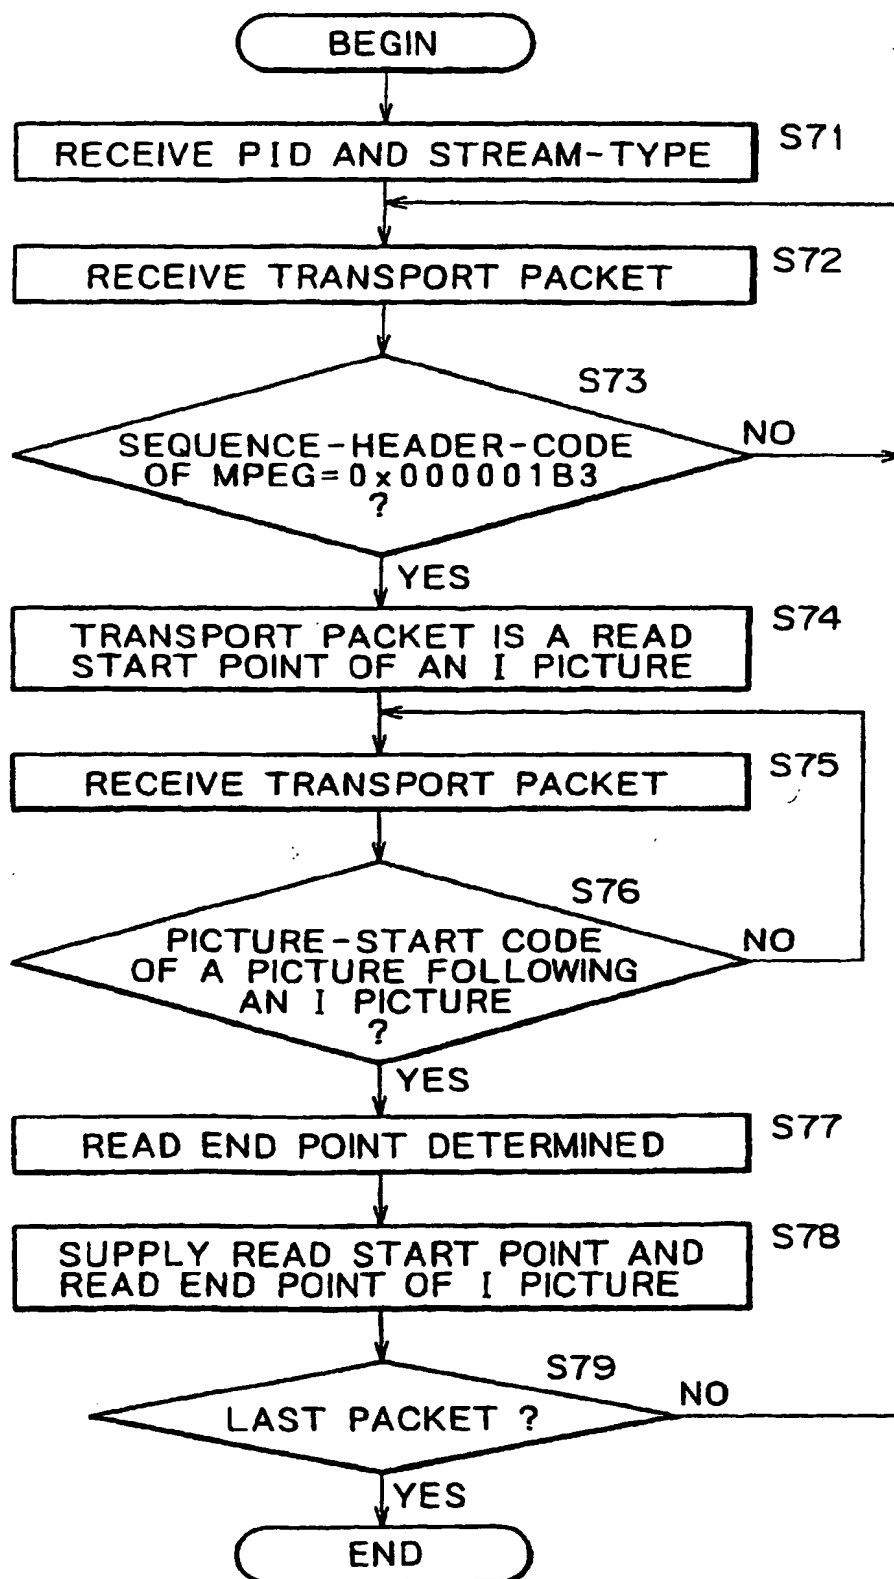 BEGIN
RECEIVE PID AND STREAM-TYPE
S71
RECEIVE TRANSPORT PACKET
S72
S73
SEQUENCE-HEADER-CODE
OF MPEG=0x000001B3
?
NO
YES
TRANSPORT PACKET IS A READ
START POINT OF AN I PICTURE
S74
RECEIVE TRANSPORT PACKET
S75
S76
PICTURE-START CODE
OF A PICTURE FOLLOWING
AN I PICTURE
?
NO
YES
READ END POINT DETERMINED
S77
SUPPLY READ START POINT AND
READ END POINT OF I PICTURE
S78
S79
LAST PACKET ?
NO
YES
END